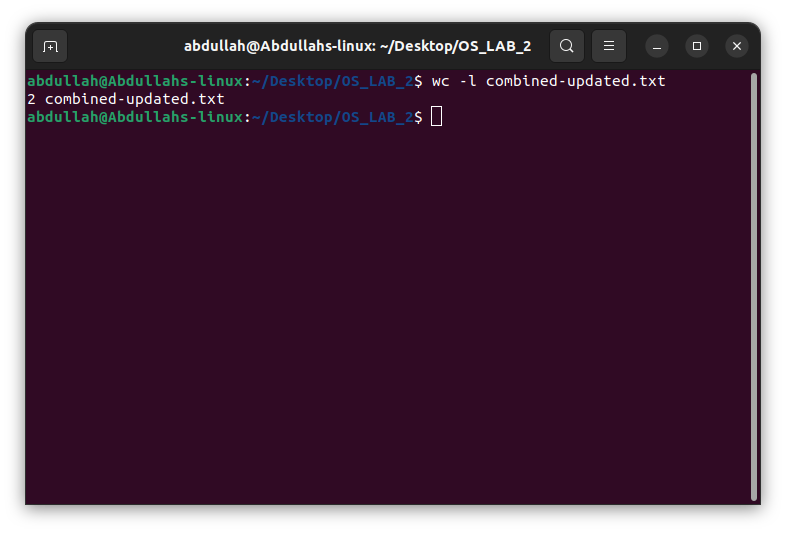 abdullah@Abdullahs-linux: ~/Desktop/OS_LAB_2
abdullah@Abdullahs-linux:~/Desktop/OS_LAB_2$ wc -l combined-updated.txt
2 combined-updated.txt
abdullah@Abdullahs-linux:~/Desktop/OS_LAB_2$